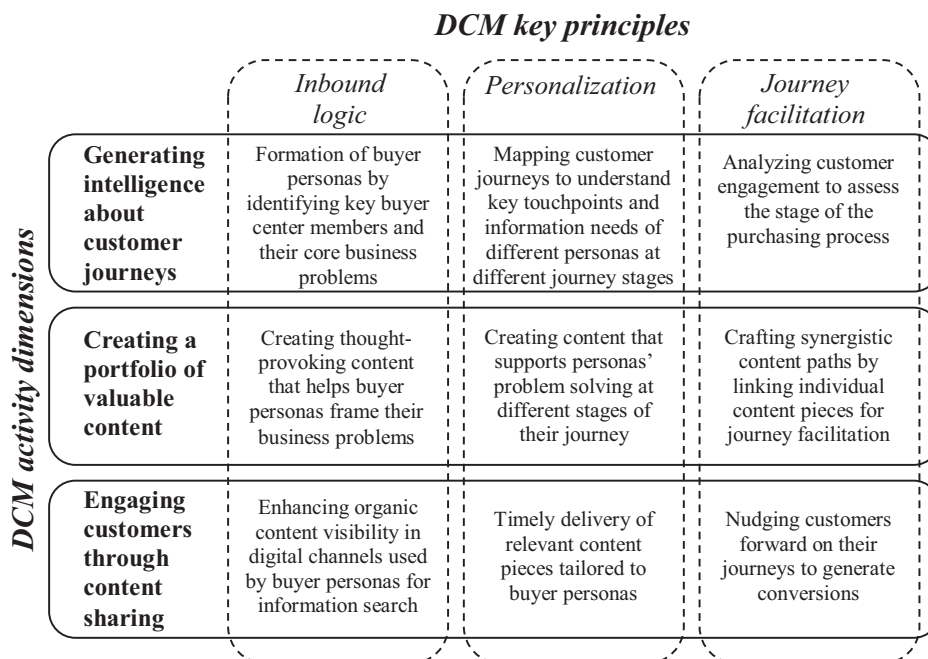 DCM key principles
Inbound
logic
Personalization
Journey
facilitation
DCM activity dimensions
Generating
intelligence
about
customer
journeys
Formation of buyer
personas by
identifying key buyer
center members and
their core business
problems
Mapping customer
journeys to understand
key touchpoints and
information needs of
different personas at
different journey stages
Analyzing customer
engagement to assess
the stage of the
purchasing process
Creating a
portfolio of
valuable
content
Creating thought-
provoking content
that helps buyer
personas frame their
business problems
Creating content that
supports personas’
problem solving at
different stages of
their journey
Crafting synergistic
content paths by
linking individual
content pieces for
journey facilitation
Engaging
customers
through
content
sharing
Enhancing organic
content visibility in
digital channels used
by buyer personas for
information search
Timely delivery of
relevant content
pieces tailored to
buyer personas
Nudging customers
forward on their
journeys to generate
conversions